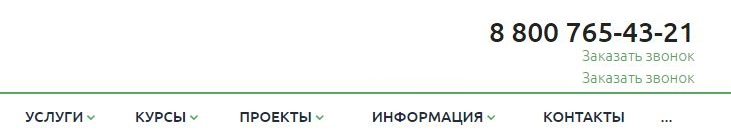 8 800 765-43-21
Заказать звонок
Заказать звонок
УСЛУГИ КУРСЫ ПРОЕКТЫ ИНФОРМАЦИЯ КОНТАКТЫ ...